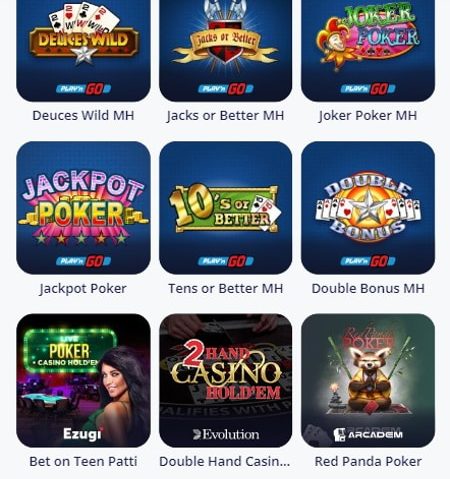 DEUCES WILD
Jacks or Better
JOKER
POKER
PLAY'n GO
PLAY'n GO
PLAY'n GO
Deuces Wild MH
Jacks or Better MH
Joker Poker MH
JACKPOT
POKER
10's OR
BETTER
DOUBLE
BONUS
PLAY'n GO
PLAY'n GO
PLAY'n GO
Jackpot Poker
Tens or Better MH
Double Bonus MH
LIVE
POKER
CASINO HOLD'EM
Ezugi
2 HAND
CASINO
HOLD'EM
QUALIFIES WITH
Evolution
Red Panda
POKER
ARCADEM
Bet on Teen Patti
Double Hand Casin...
Red Panda Poker